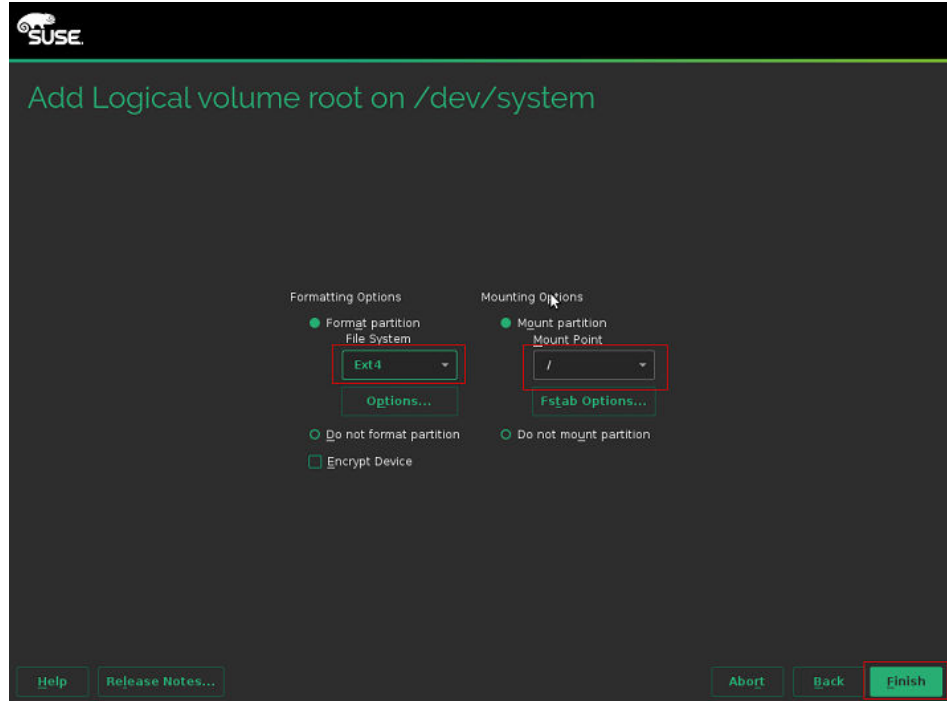 SUSE.
Add Logical volume root on /dev/system
Formatting Options
Format partition
File System
Ext4
Options...
Do not format partition
Encrypt Device
Mounting Options
Mount partition
Mount Point
/
Fstab Options...
Do not mount partition
Help
Release Notes...
Abort
Back
Finish